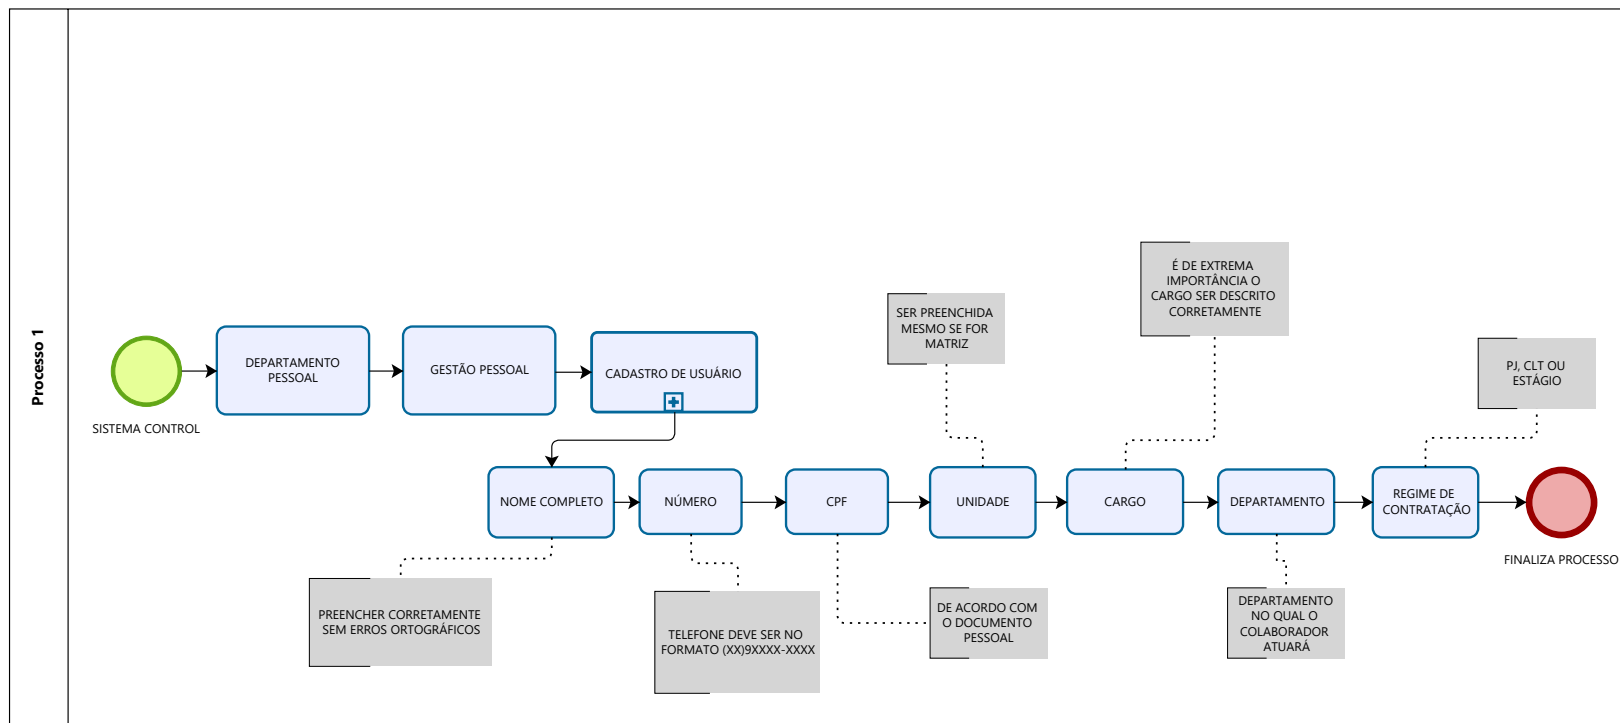 Processo 1
SISTEMA CONTROL
DEPARTAMENTO
PESSOAL
GESTÃO PESSOAL
CADASTRO DE USUÁRIO
NOME COMPLETO
PREENCHER CORRETAMENTE
SEM ERROS ORTOGRÁFICOS
NÚMERO
TELEFONE DEVE SER NO
FORMATO (XX)9XXXX-XXXX
CPF
DE ACORDO COM
O DOCUMENTO
PESSOAL
UNIDADE
SER PREENCHIDA
MESMO SE FOR
MATRIZ
CARGO
É DE EXTREMA
IMPORTÂNCIA O
CARGO SER DESCRITO
CORRETAMENTE
DEPARTAMENTO
DEPARTAMENTO
NO QUAL O
COLABORADOR
ATUARÁ
REGIME DE
CONTRATAÇÃO
PJ, CLT OU
ESTÁGIO
FINALIZA PROCESSO